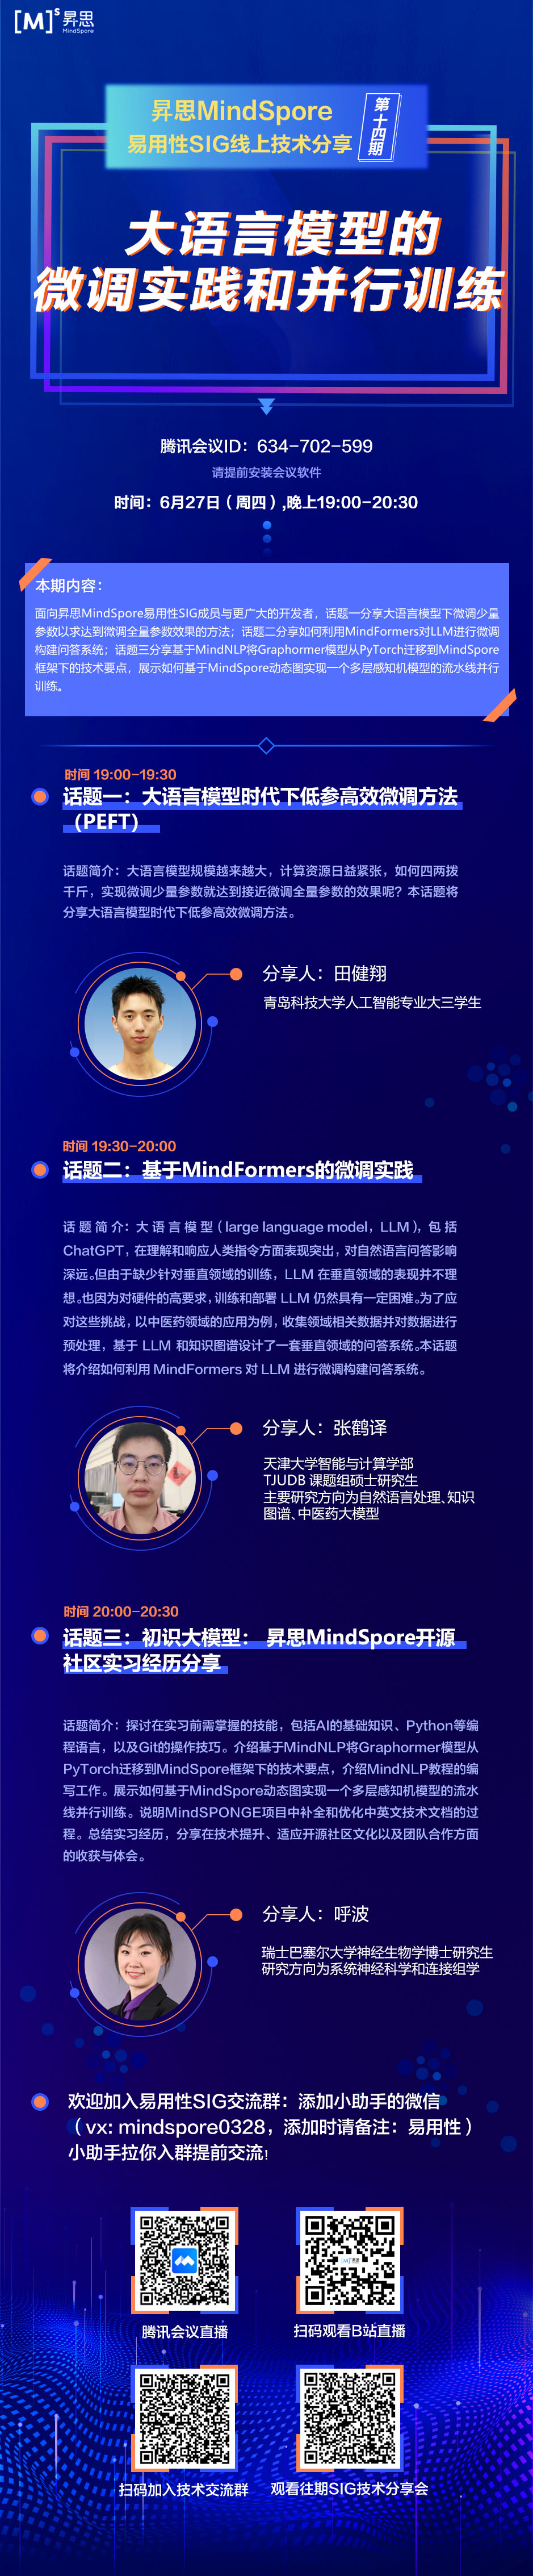 [M]ˢ 昇思
MindSpore
昇思MindSpore
易用性SIG线上技术分享
第十四期
大语言模型的
微调实践和并行训练
腾讯会议ID：634-702-599
请提前安装会议软件
时间：6月27日（周四）,晚上19:00-20:30
本期内容：
面向昇思MindSpore易用性SIG成员与更广大的开发者，话题一分享大语言模型下微调少量
参数以求达到微调全量参数效果的方法；话题二分享如何利用MindFormers对LLM进行微调
构建问答系统；话题三分享基于MindNLP将Graphormer模型从PyTorch迁移到MindSpore
框架下的技术要点，展示如何基于MindSpore动态图实现一个多层感知机模型的流水线并行
训练。
时间 19:00-19:30
话题一：大语言模型时代下低参高效微调方法
（PEFT）
话题简介：大语言模型规模越来越大，计算资源日益紧张，如何四两拨
千斤，实现微调少量参数就达到接近微调全量参数的效果呢？本话题将
分享大语言模型时代下低参高效微调方法。
分享人：田健翔
青岛科技大学人工智能专业大三学生
时间 19:30-20:00
话题二：基于MindFormers的微调实践
话题简介：大语言模型（large language model，LLM），包括
ChatGPT，在理解和响应人类指令方面表现突出，对自然语言问答影响
深远。但由于缺少针对垂直领域的训练，LLM 在垂直领域的表现并不理
想。也因为对硬件的高要求，训练和部署 LLM 仍然具有一定困难。为了应
对这些挑战，以中医药领域的应用为例，收集领域相关数据并对数据进行
预处理，基于 LLM 和知识图谱设计了一套垂直领域的问答系统。本话题
将介绍如何利用 MindFormers 对 LLM 进行微调构建问答系统。
分享人：张鹤译
天津大学智能与计算学部
TJUDB 课题组硕士研究生
主要研究方向为自然语言处理、知识
图谱、中医药大模型
时间 20:00-20:30
话题三：初识大模型： 昇思MindSpore开源
社区实习经历分享
话题简介：探讨在实习前需掌握的技能，包括AI的基础知识、Python等编
程语言，以及Git的操作技巧。介绍基于MindNLP将Graphormer模型从
PyTorch迁移到MindSpore框架下的技术要点，介绍MindNLP教程的编
写工作。展示如何基于MindSpore动态图实现一个多层感知机模型的流水
线并行训练。说明MindSPONGE项目中补全和优化中英文技术文档的过
程。总结实习经历，分享在技术提升、适应开源社区文化以及团队合作方面
的收获与体会。
分享人：呼波
瑞士巴塞尔大学神经生物学博士研究生
研究方向为系统神经科学和连接组学
欢迎加入易用性SIG交流群：添加小助手的微信
（vx: mindspore0328，添加时请备注：易用性）
小助手拉你入群提前交流！
腾讯会议直播
扫码观看B站直播
扫码加入技术交流群
观看往期SIG技术分享会